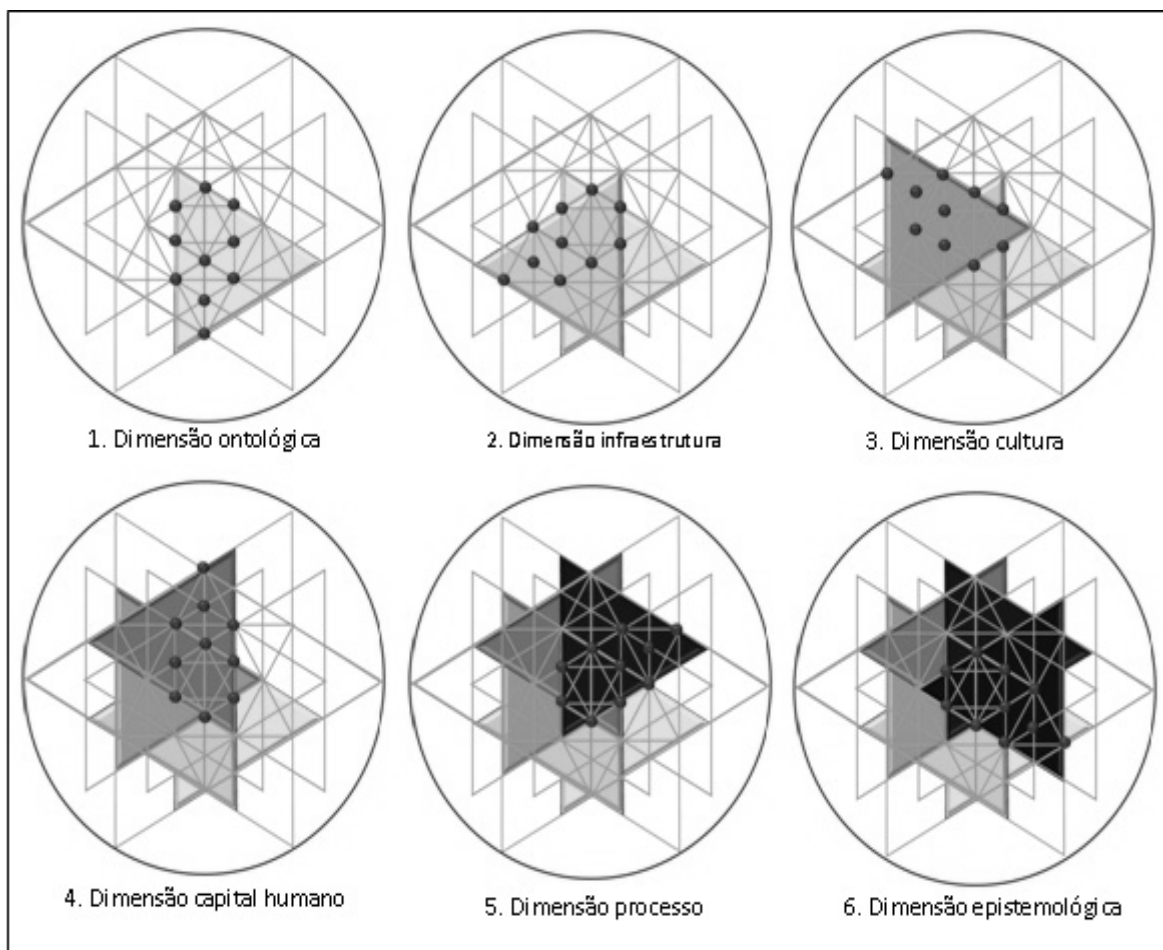 1. Dimensão ontológica
2. Dimensão infraestrutura
3. Dimensão cultura
4. Dimensão capital humano
5. Dimensão processo
6. Dimensão epistemológica